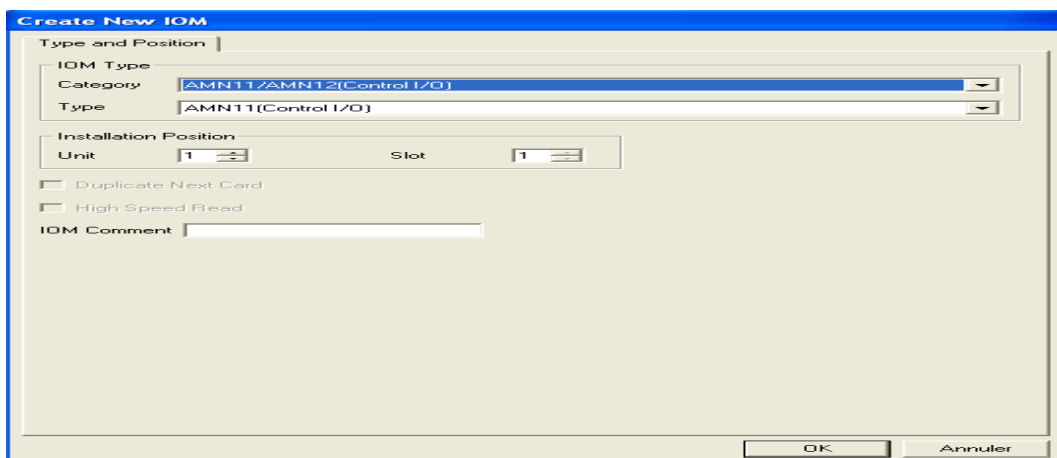 Create New IOM
Type and Position
IOM Type
Category AMN11/AMN12(Control I/O)
Type AMN11(Control I/O)
Installation Position
Unit 1 Slot 1
Duplicate Next Card
High Speed Read
IOM Comment
OK Annuler